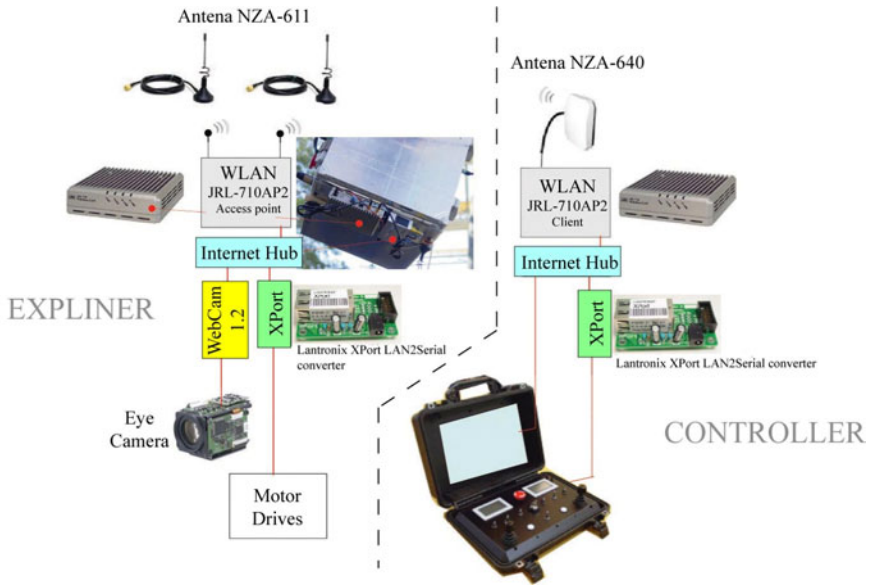 Antena NZA-611
Antena NZA-640
WLAN
JRL-710AP2
Access point
WLAN
JRL-710AP2
Client
Internet Hub
Internet Hub
EXPLINER
WebCam
1.2
XPort
Lantronix XPort LAN2Serial
converter
XPort
Lantronix XPort LAN2Serial converter
Eye
Camera
CONTROLLER
Motor
Drives